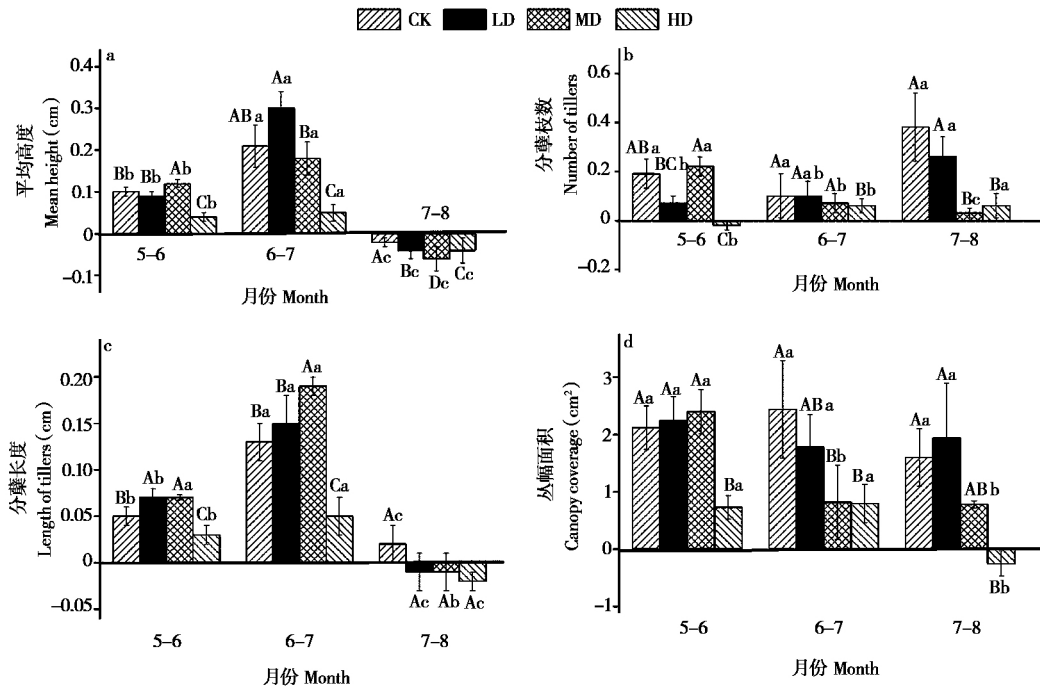 CK LD MD HD
a
平均高度
Mean height (cm)
0.4
0.3
0.2
0.1
0
−0.1
Bb Bb Ab Cb
ABa Aa Ba Ca
Ac Bc Dc Cc
5–6 6–7 7–8
月份 Month
b
分蘖枝数
Number of tillers
0.6
0.4
0.2
0
−0.2
ABa BCb Aa Cb
Aa Aab Ab Bb
Aa Aa Bc Ba
5–6 6–7 7–8
月份 Month
c
分蘖长度
Length of tillers (cm)
0.20
0.15
0.10
0.05
0
−0.05
Bb Ab Aa Cb
Ba Ba Aa Ca
Ac Ac Ab Ac
5–6 6–7 7–8
月份 Month
d
丛幅面积
Canopy coverage (cm²)
3
2
1
0
−1
Aa Aa Aa Ba
Aa ABa Bb Ba
Aa Aa ABb Bb
5–6 6–7 7–8
月份 Month